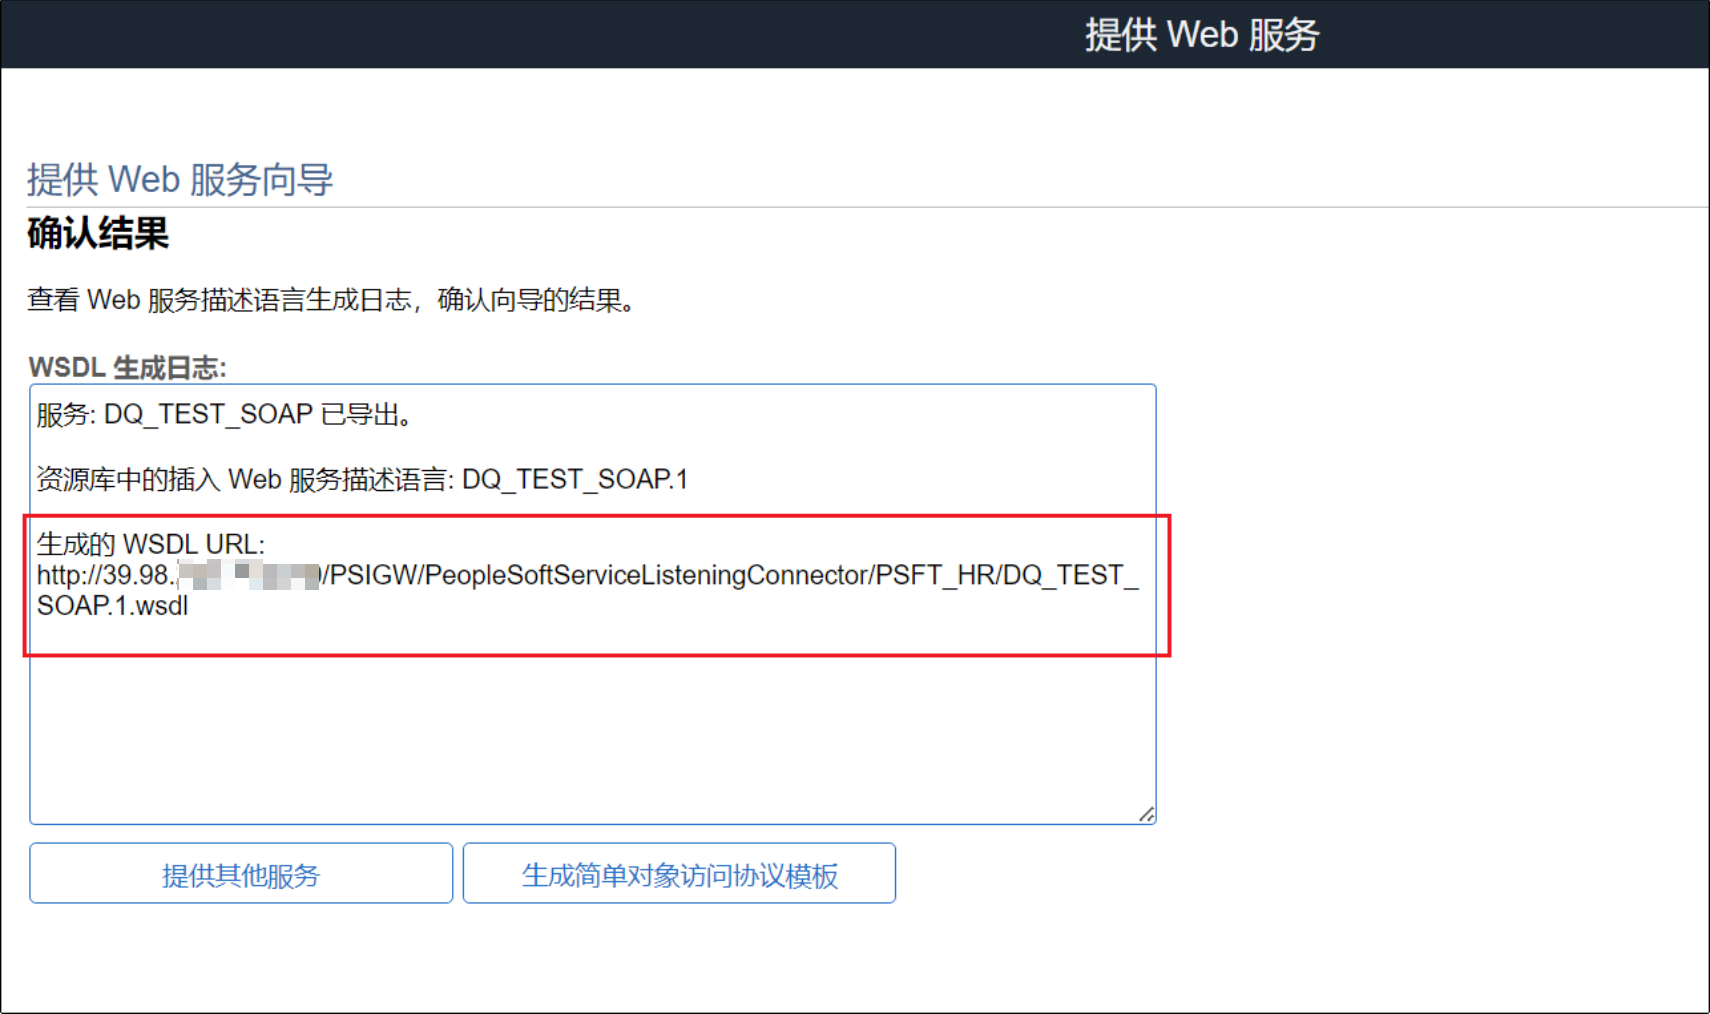 提供 Web 服务
提供 Web 服务向导
确认结果
查看 Web 服务描述语言生成日志，确认向导的结果。
WSDL 生成日志:
服务: DQ_TEST_SOAP 已导出。
资源库中的插入 Web 服务描述语言: DQ_TEST_SOAP.1
生成的 WSDL URL:
http://39.98. /PSIGW/PeopleSoftServiceListeningConnector/PSFT_HR/DQ_TEST_
SOAP.1.wsdl
提供其他服务
生成简单对象访问协议模板